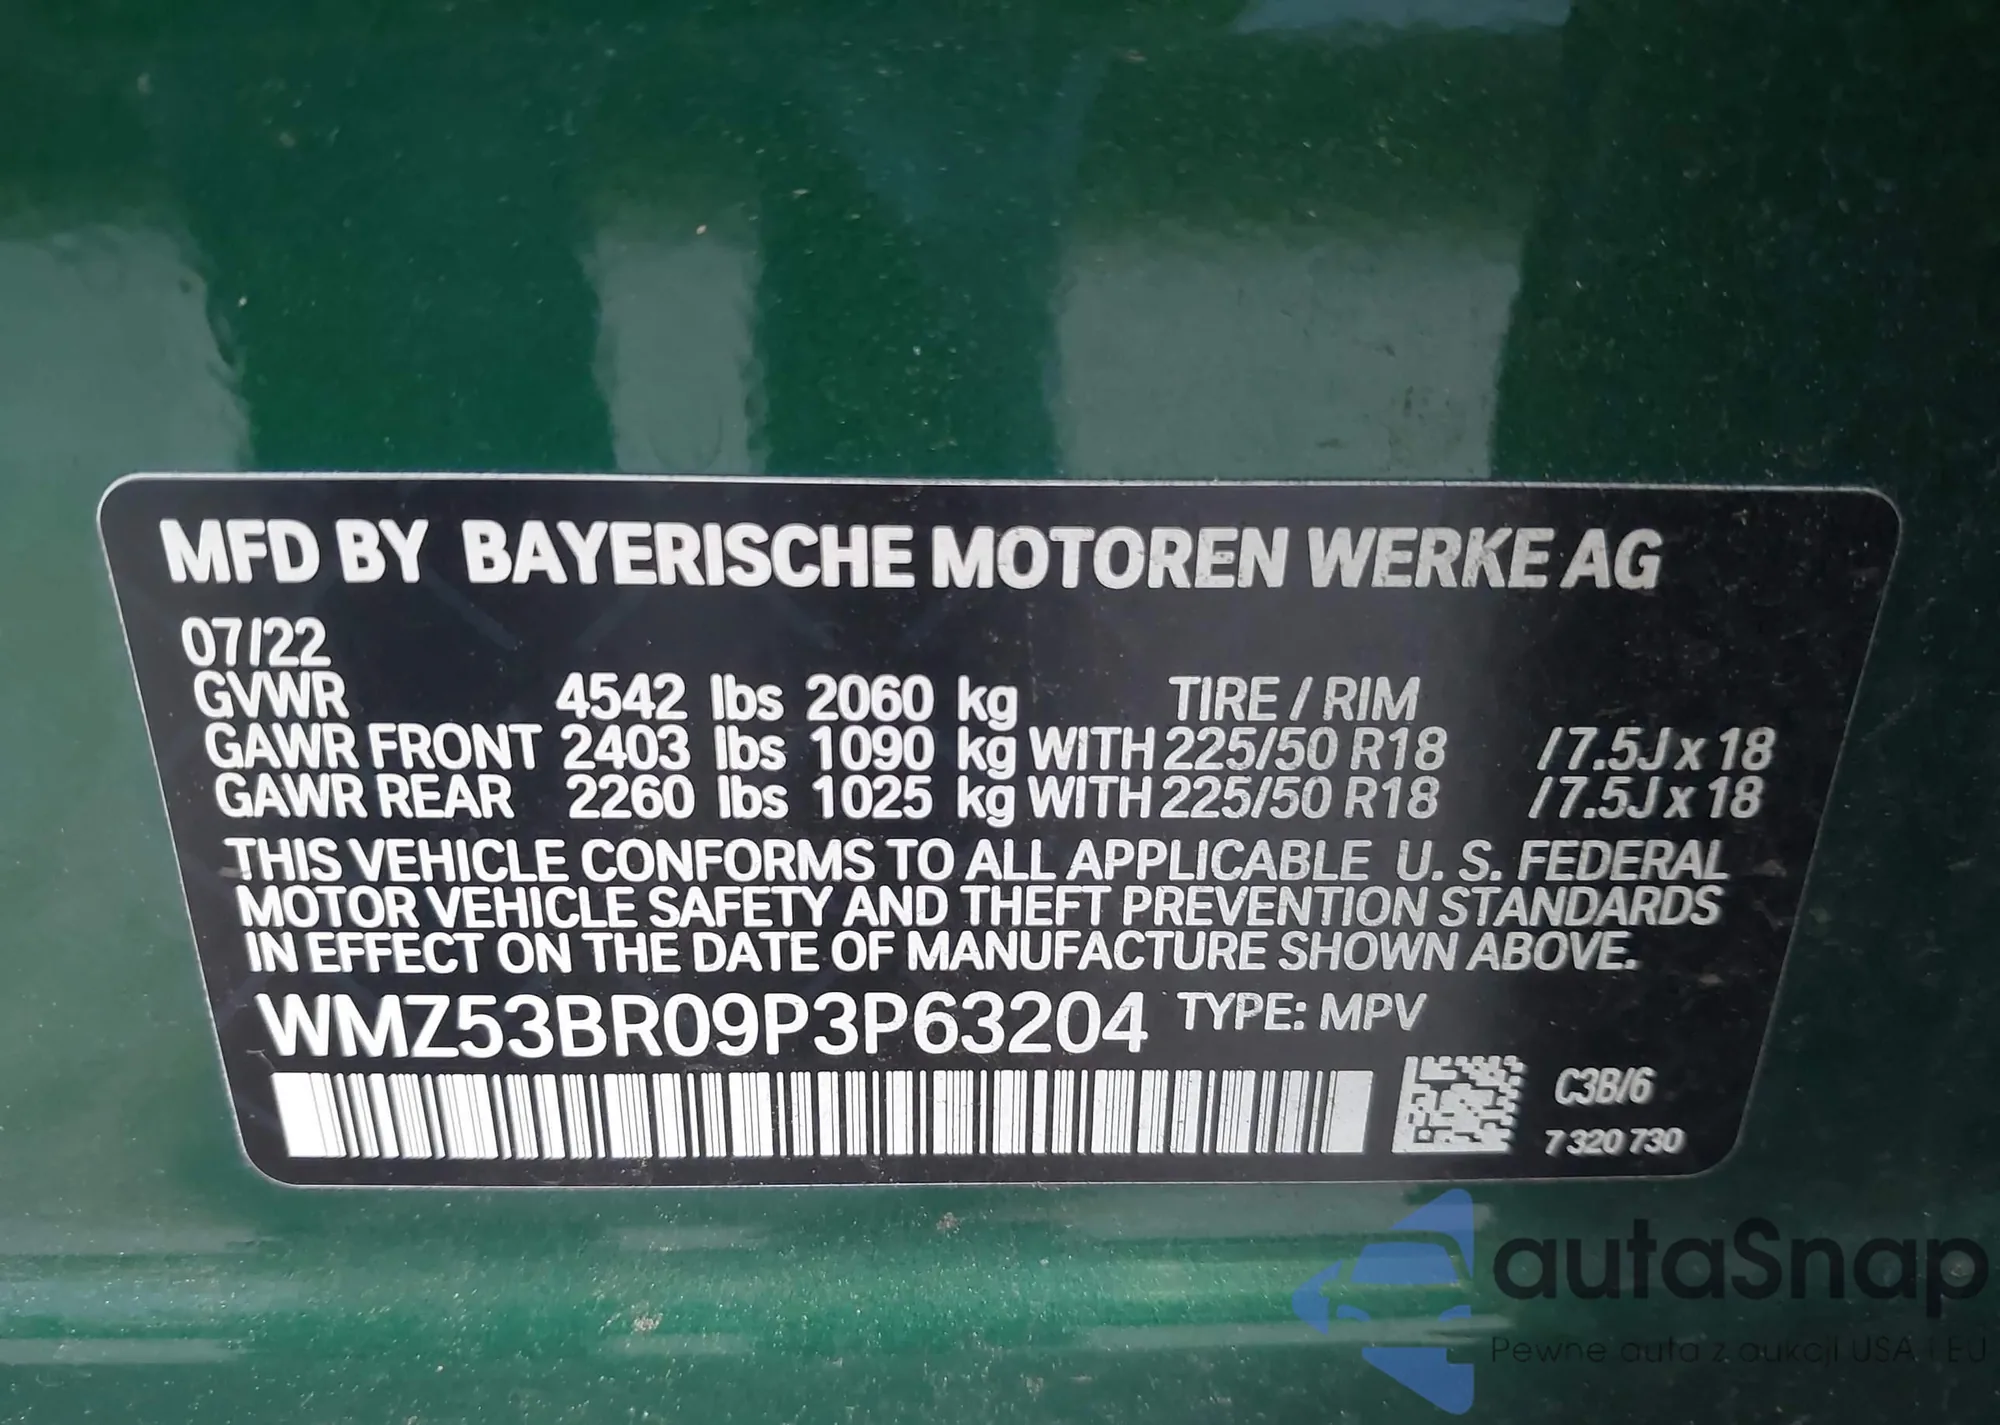 MFD BY BAYERISCHE MOTOREN WERKE AG
07/22
GVWR 4542 lbs 2060 kg TIRE / RIM
GAWR FRONT 2403 lbs 1090 kg WITH 225/50 R18 /7.5J x 18
GAWR REAR 2260 lbs 1025 kg WITH 225/50 R18 /7.5J x 18
THIS VEHICLE CONFORMS TO ALL APPLICABLE U. S. FEDERAL
MOTOR VEHICLE SAFETY AND THEFT PREVENTION STANDARDS
IN EFFECT ON THE DATE OF MANUFACTURE SHOWN ABOVE.
WMZ53BR09P3P63204 TYPE: MPV
C3B/6
7 320 730
autaSnap
Pewne auta z aukcji USA i EU